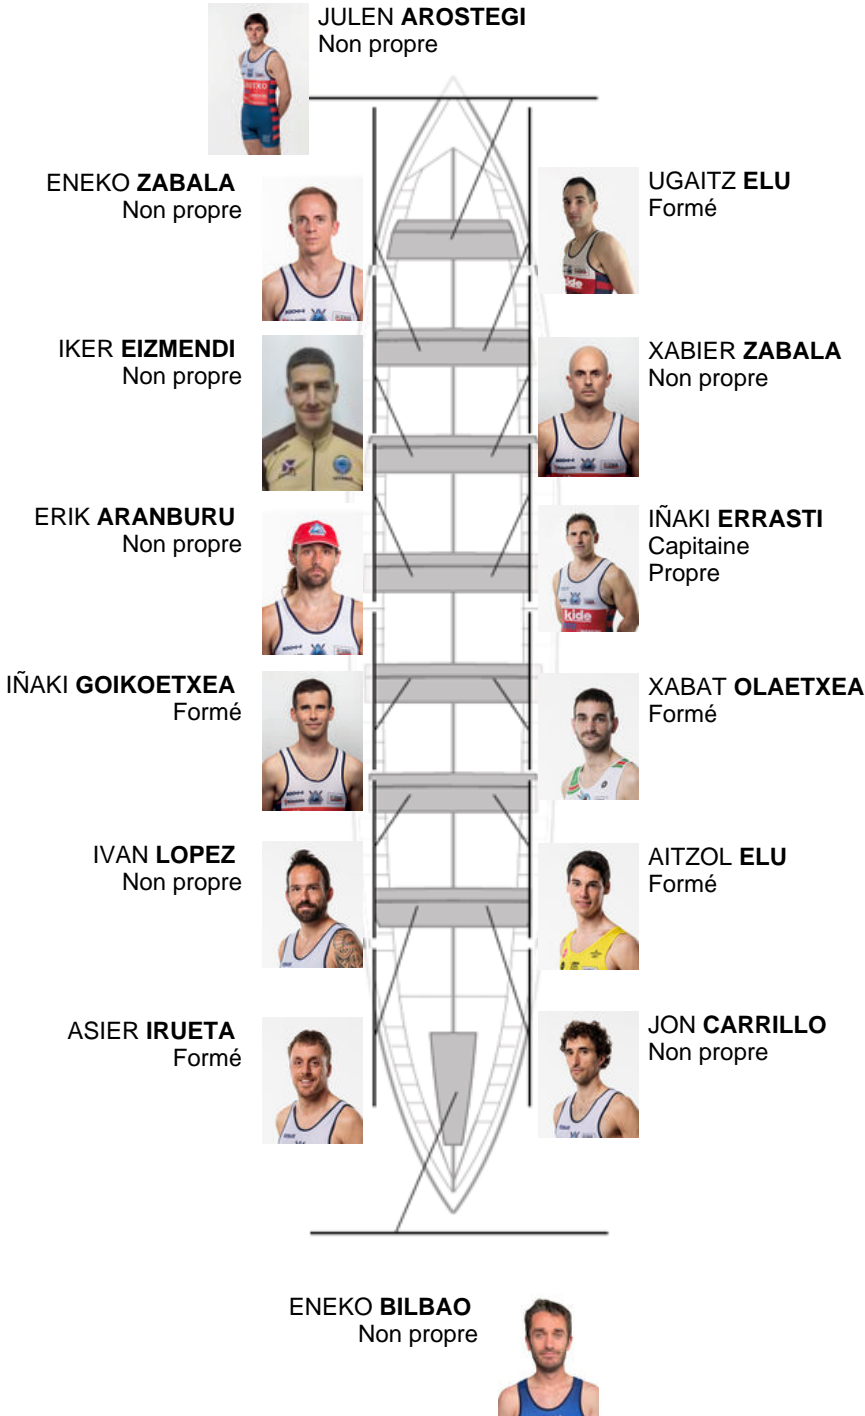 JULEN AROSTEGI
Non propre
ENEKO ZABALA
Non propre
UGAITZ ELU
Formé
IKER EIZMENDI
Non propre
XABIER ZABALA
Non propre
ERIK ARANBURU
Non propre
IÑAKI ERRASTI
Capitaine
Propre
kide
IÑAKI GOIKOETXEA
Formé
XABAT OLAETXEA
Formé
IVAN LOPEZ
Non propre
AITZOL ELU
Formé
ASIER IRUETA
Formé
JON CARRILLO
Non propre
ENEKO BILBAO
Non propre